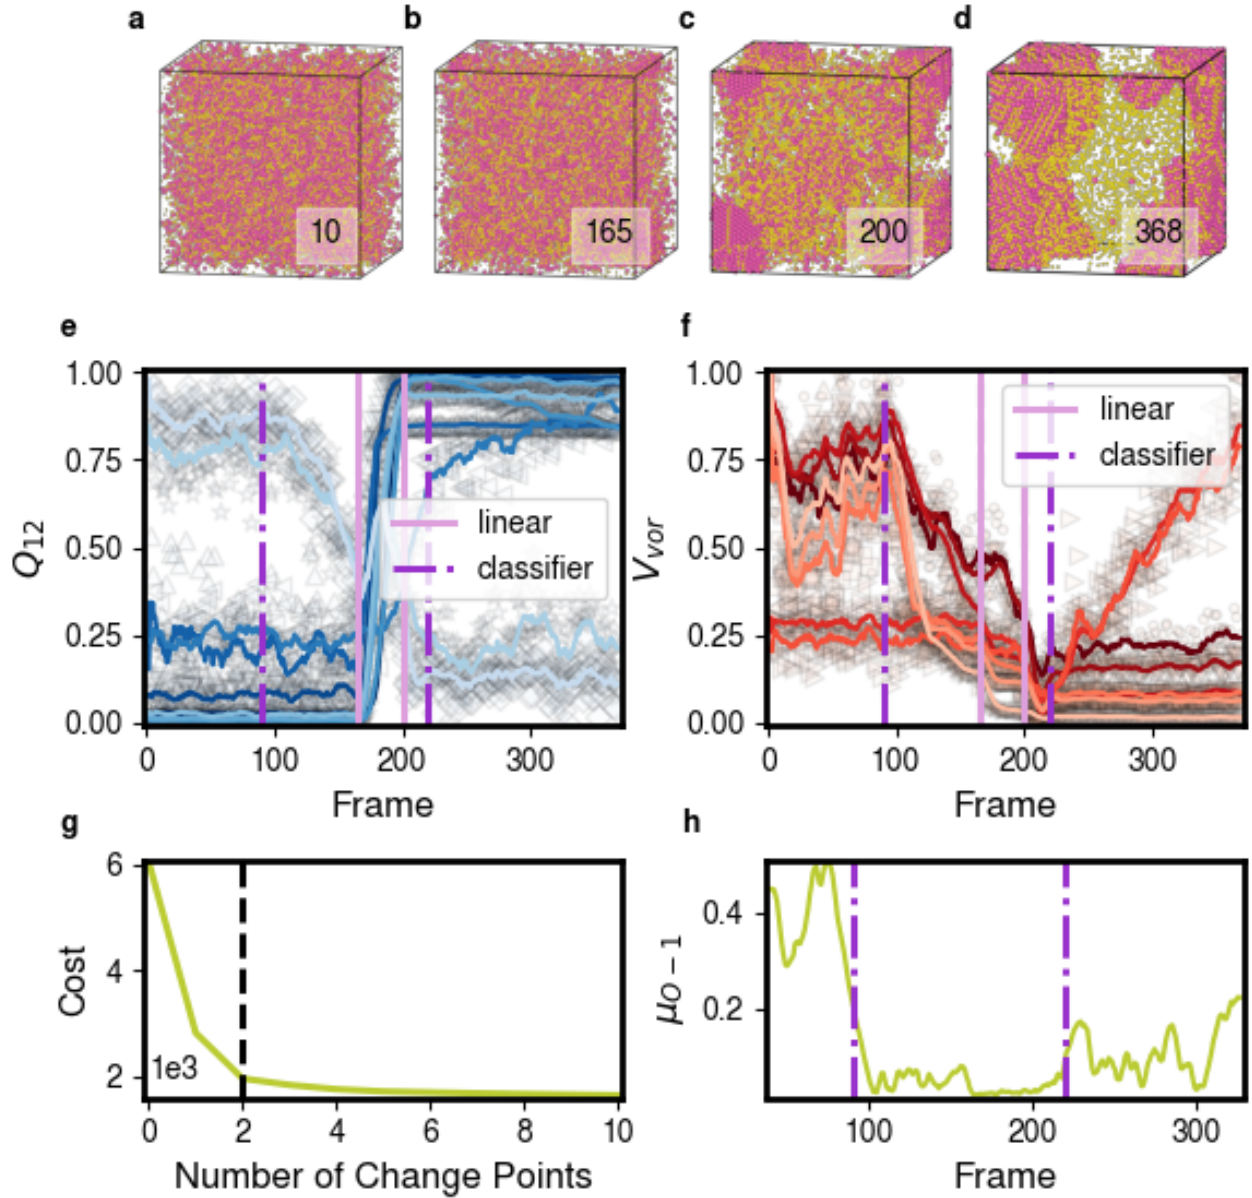 a
b
c
d
10
165
200
368
e
f
1.00
0.75
0.50
0.25
0.00
Q12
linear
classifier
0
100
200
300
Frame
1.00
0.75
0.50
0.25
0.00
Vvor
linear
classifier
0
100
200
300
Frame
g
h
6
4
2
Cost
1e3
0
2
4
6
8
10
Number of Change Points
0.4
0.2
μO−1
100
200
300
Frame